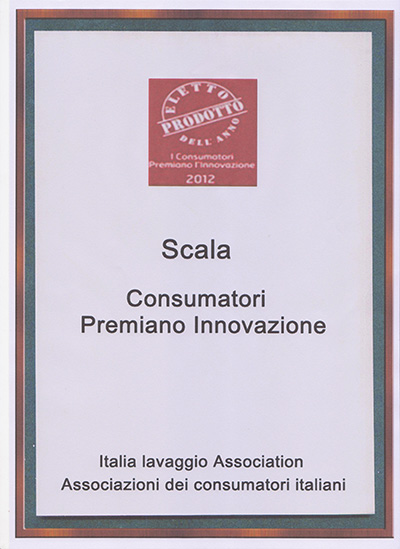 ELETTO
PRODOTTO
DELL'ANNO
I Consumatori
Premiano l'Innovazione
2012
Scala
Consumatori
Premiano Innovazione
Italia lavaggio Association
Associazioni dei consumatori italiani